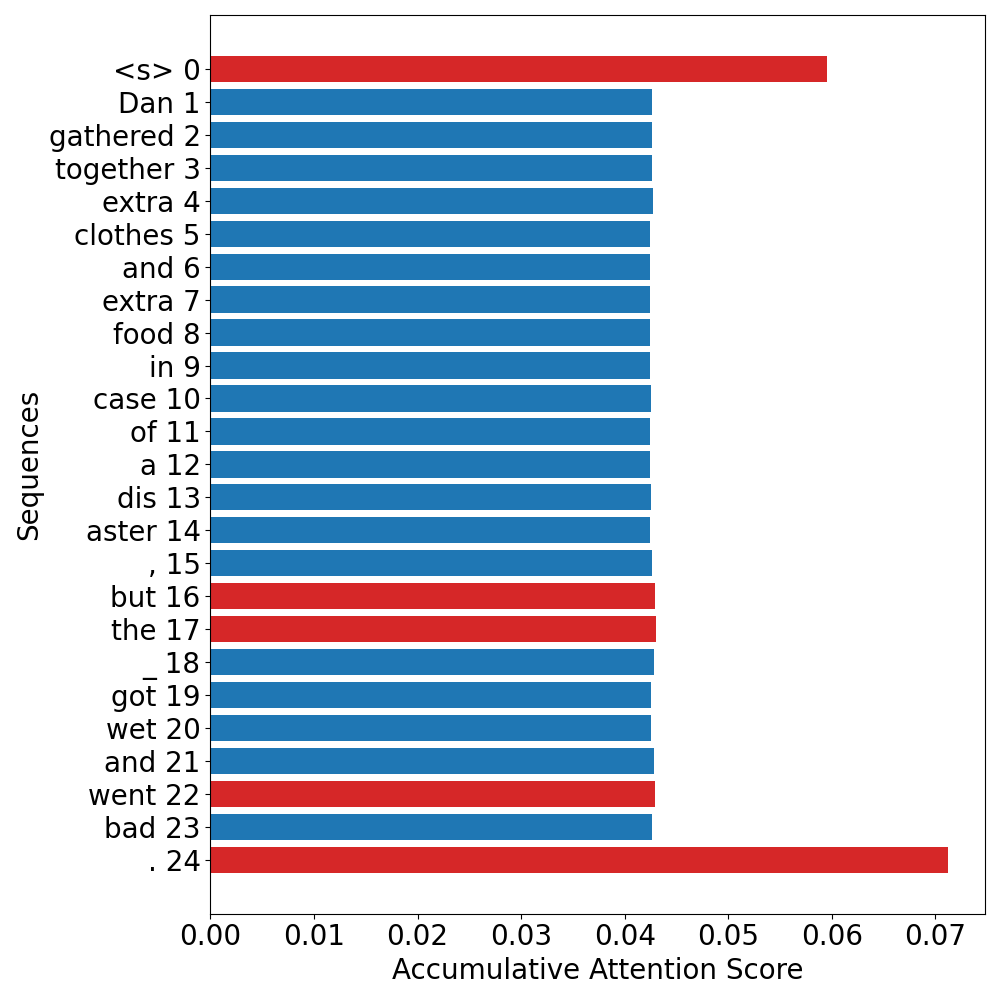 <s> 0
Dan 1
gathered 2
together 3
extra 4
clothes 5
and 6
extra 7
food 8
in 9
case 10
of 11
a 12
dis 13
aster 14
, 15
but 16
the 17
_ 18
got 19
wet 20
and 21
went 22
bad 23
. 24
Sequences
0.00 0.01 0.02 0.03 0.04 0.05 0.06 0.07
Accumulative Attention Score